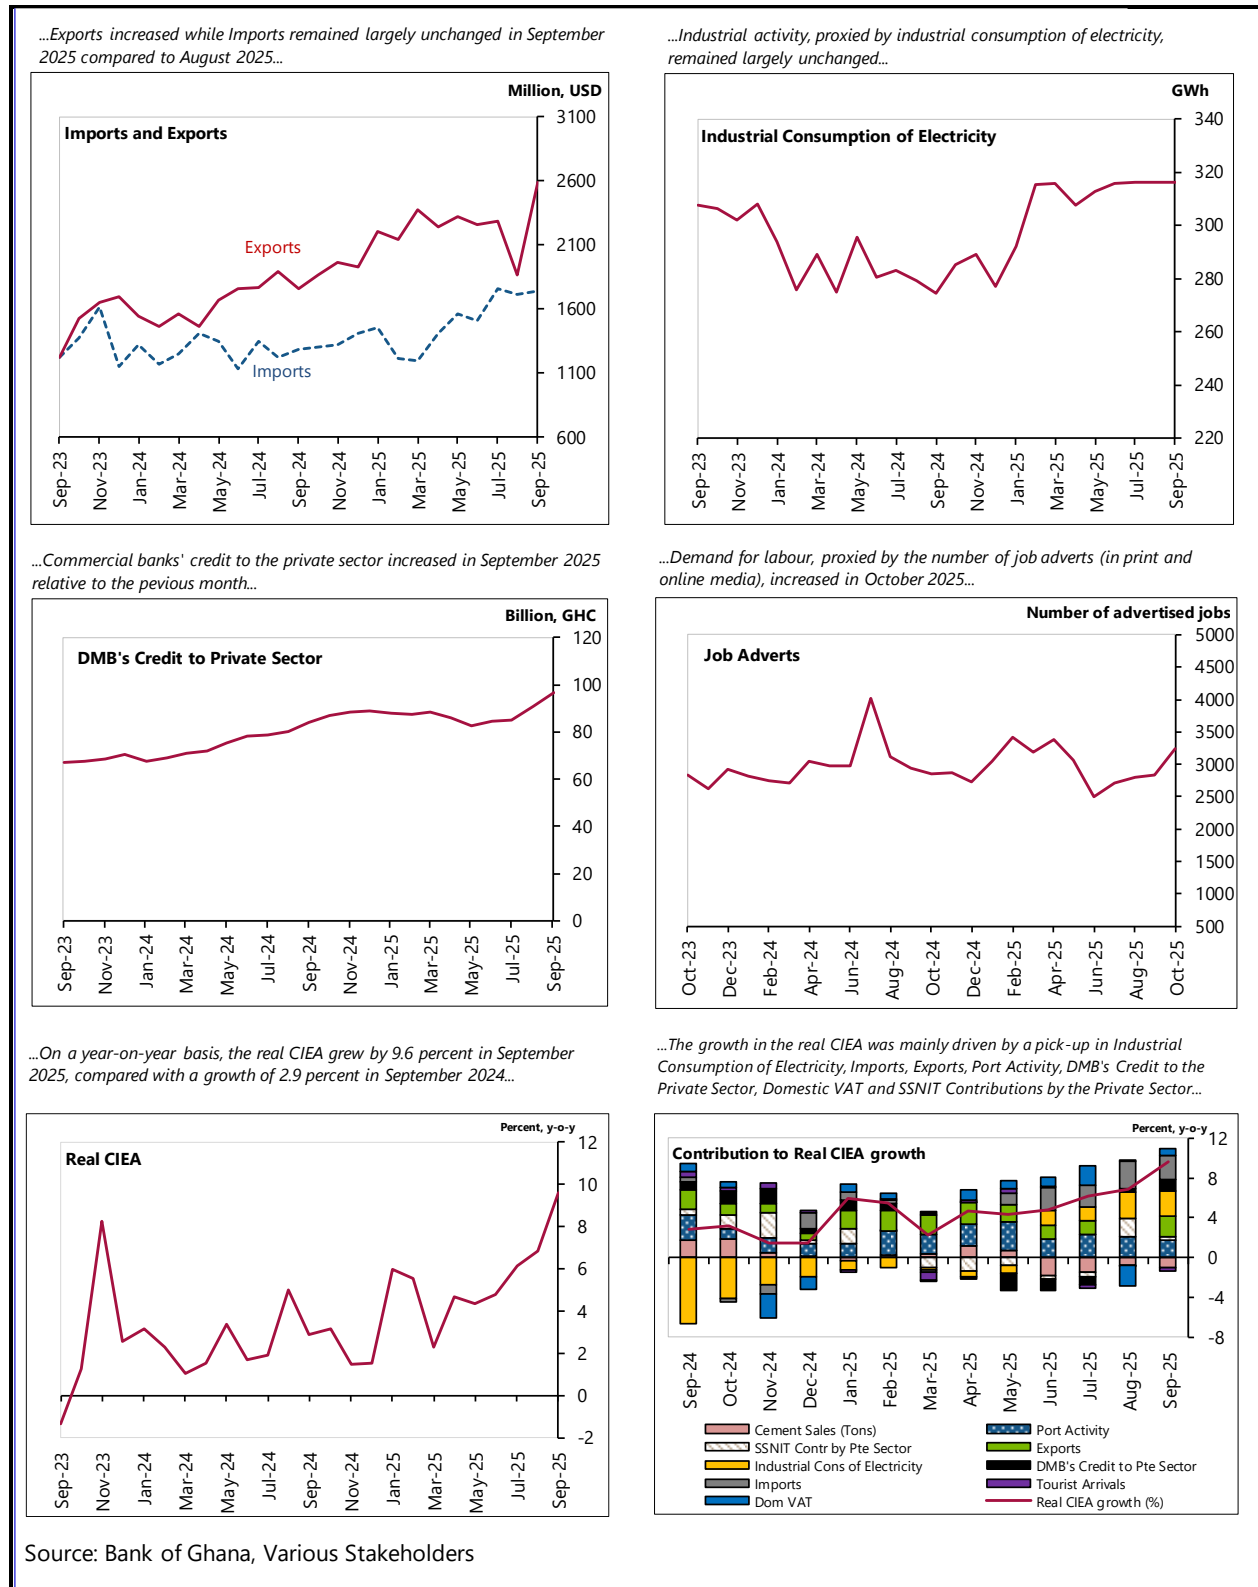 ...Exports increased while Imports remained largely unchanged in September
2025 compared to August 2025...
Million, USD
Imports and Exports
3100
2600
2100
1600
1100
600
Exports
Imports
Sep-23
Nov-23
Jan-24
Mar-24
May-24
Jul-24
Sep-24
Nov-24
Jan-25
Mar-25
May-25
Jul-25
Sep-25
...Industrial activity, proxied by industrial consumption of electricity,
remained largely unchanged...
GWh
Industrial Consumption of Electricity
340
320
300
280
260
240
220
Sep-23
Nov-23
Jan-24
Mar-24
May-24
Jul-24
Sep-24
Nov-24
Jan-25
Mar-25
May-25
Jul-25
Sep-25
...Commercial banks' credit to the private sector increased in September 2025
relative to the pevious month...
Billion, GHC
DMB's Credit to Private Sector
120
100
80
60
40
20
0
Sep-23
Nov-23
Jan-24
Mar-24
May-24
Jul-24
Sep-24
Nov-24
Jan-25
Mar-25
May-25
Jul-25
Sep-25
...Demand for labour, proxied by the number of job adverts (in print and
online media), increased in October 2025...
Number of advertised jobs
Job Adverts
5000
4500
4000
3500
3000
2500
2000
1500
1000
500
Oct-23
Dec-23
Feb-24
Apr-24
Jun-24
Aug-24
Oct-24
Dec-24
Feb-25
Apr-25
Jun-25
Aug-25
Oct-25
...On a year-on-year basis, the real CIEA grew by 9.6 percent in September
2025, compared with a growth of 2.9 percent in September 2024...
Percent, y-o-y
Real CIEA
12
10
8
6
4
2
0
-2
Sep-23
Nov-23
Jan-24
Mar-24
May-24
Jul-24
Sep-24
Nov-24
Jan-25
Mar-25
May-25
Jul-25
Sep-25
...The growth in the real CIEA was mainly driven by a pick-up in Industrial
Consumption of Electricity, Imports, Exports, Port Activity, DMB's Credit to the
Private Sector, Domestic VAT and SSNIT Contributions by the Private Sector...
Percent, y-o-y
Contribution to Real CIEA growth
12
8
4
0
-4
-8
Sep-24
Oct-24
Nov-24
Dec-24
Jan-25
Feb-25
Mar-25
Apr-25
May-25
Jun-25
Jul-25
Aug-25
Sep-25
Cement Sales (Tons)
Port Activity
SSNIT Contr by Pte Sector
Exports
Industrial Cons of Electricity
DMB's Credit to Pte Sector
Imports
Tourist Arrivals
Dom VAT
Real CIEA growth (%)
Source: Bank of Ghana, Various Stakeholders